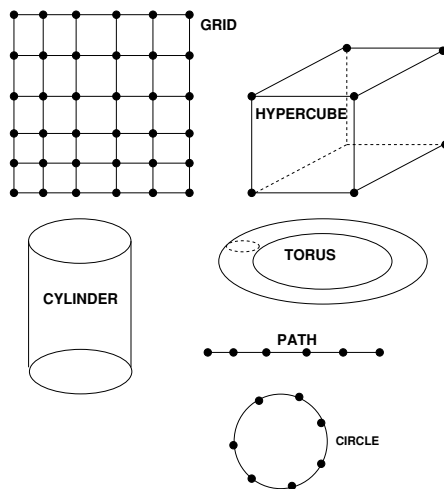 GRID
HYPERCUBE
TORUS
CYLINDER
PATH
CIRCLE